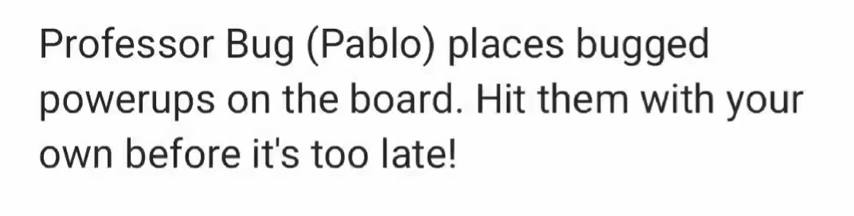 Professor Bug (Pablo) places bugged
powerups on the board. Hit them with your
own before it's too late!